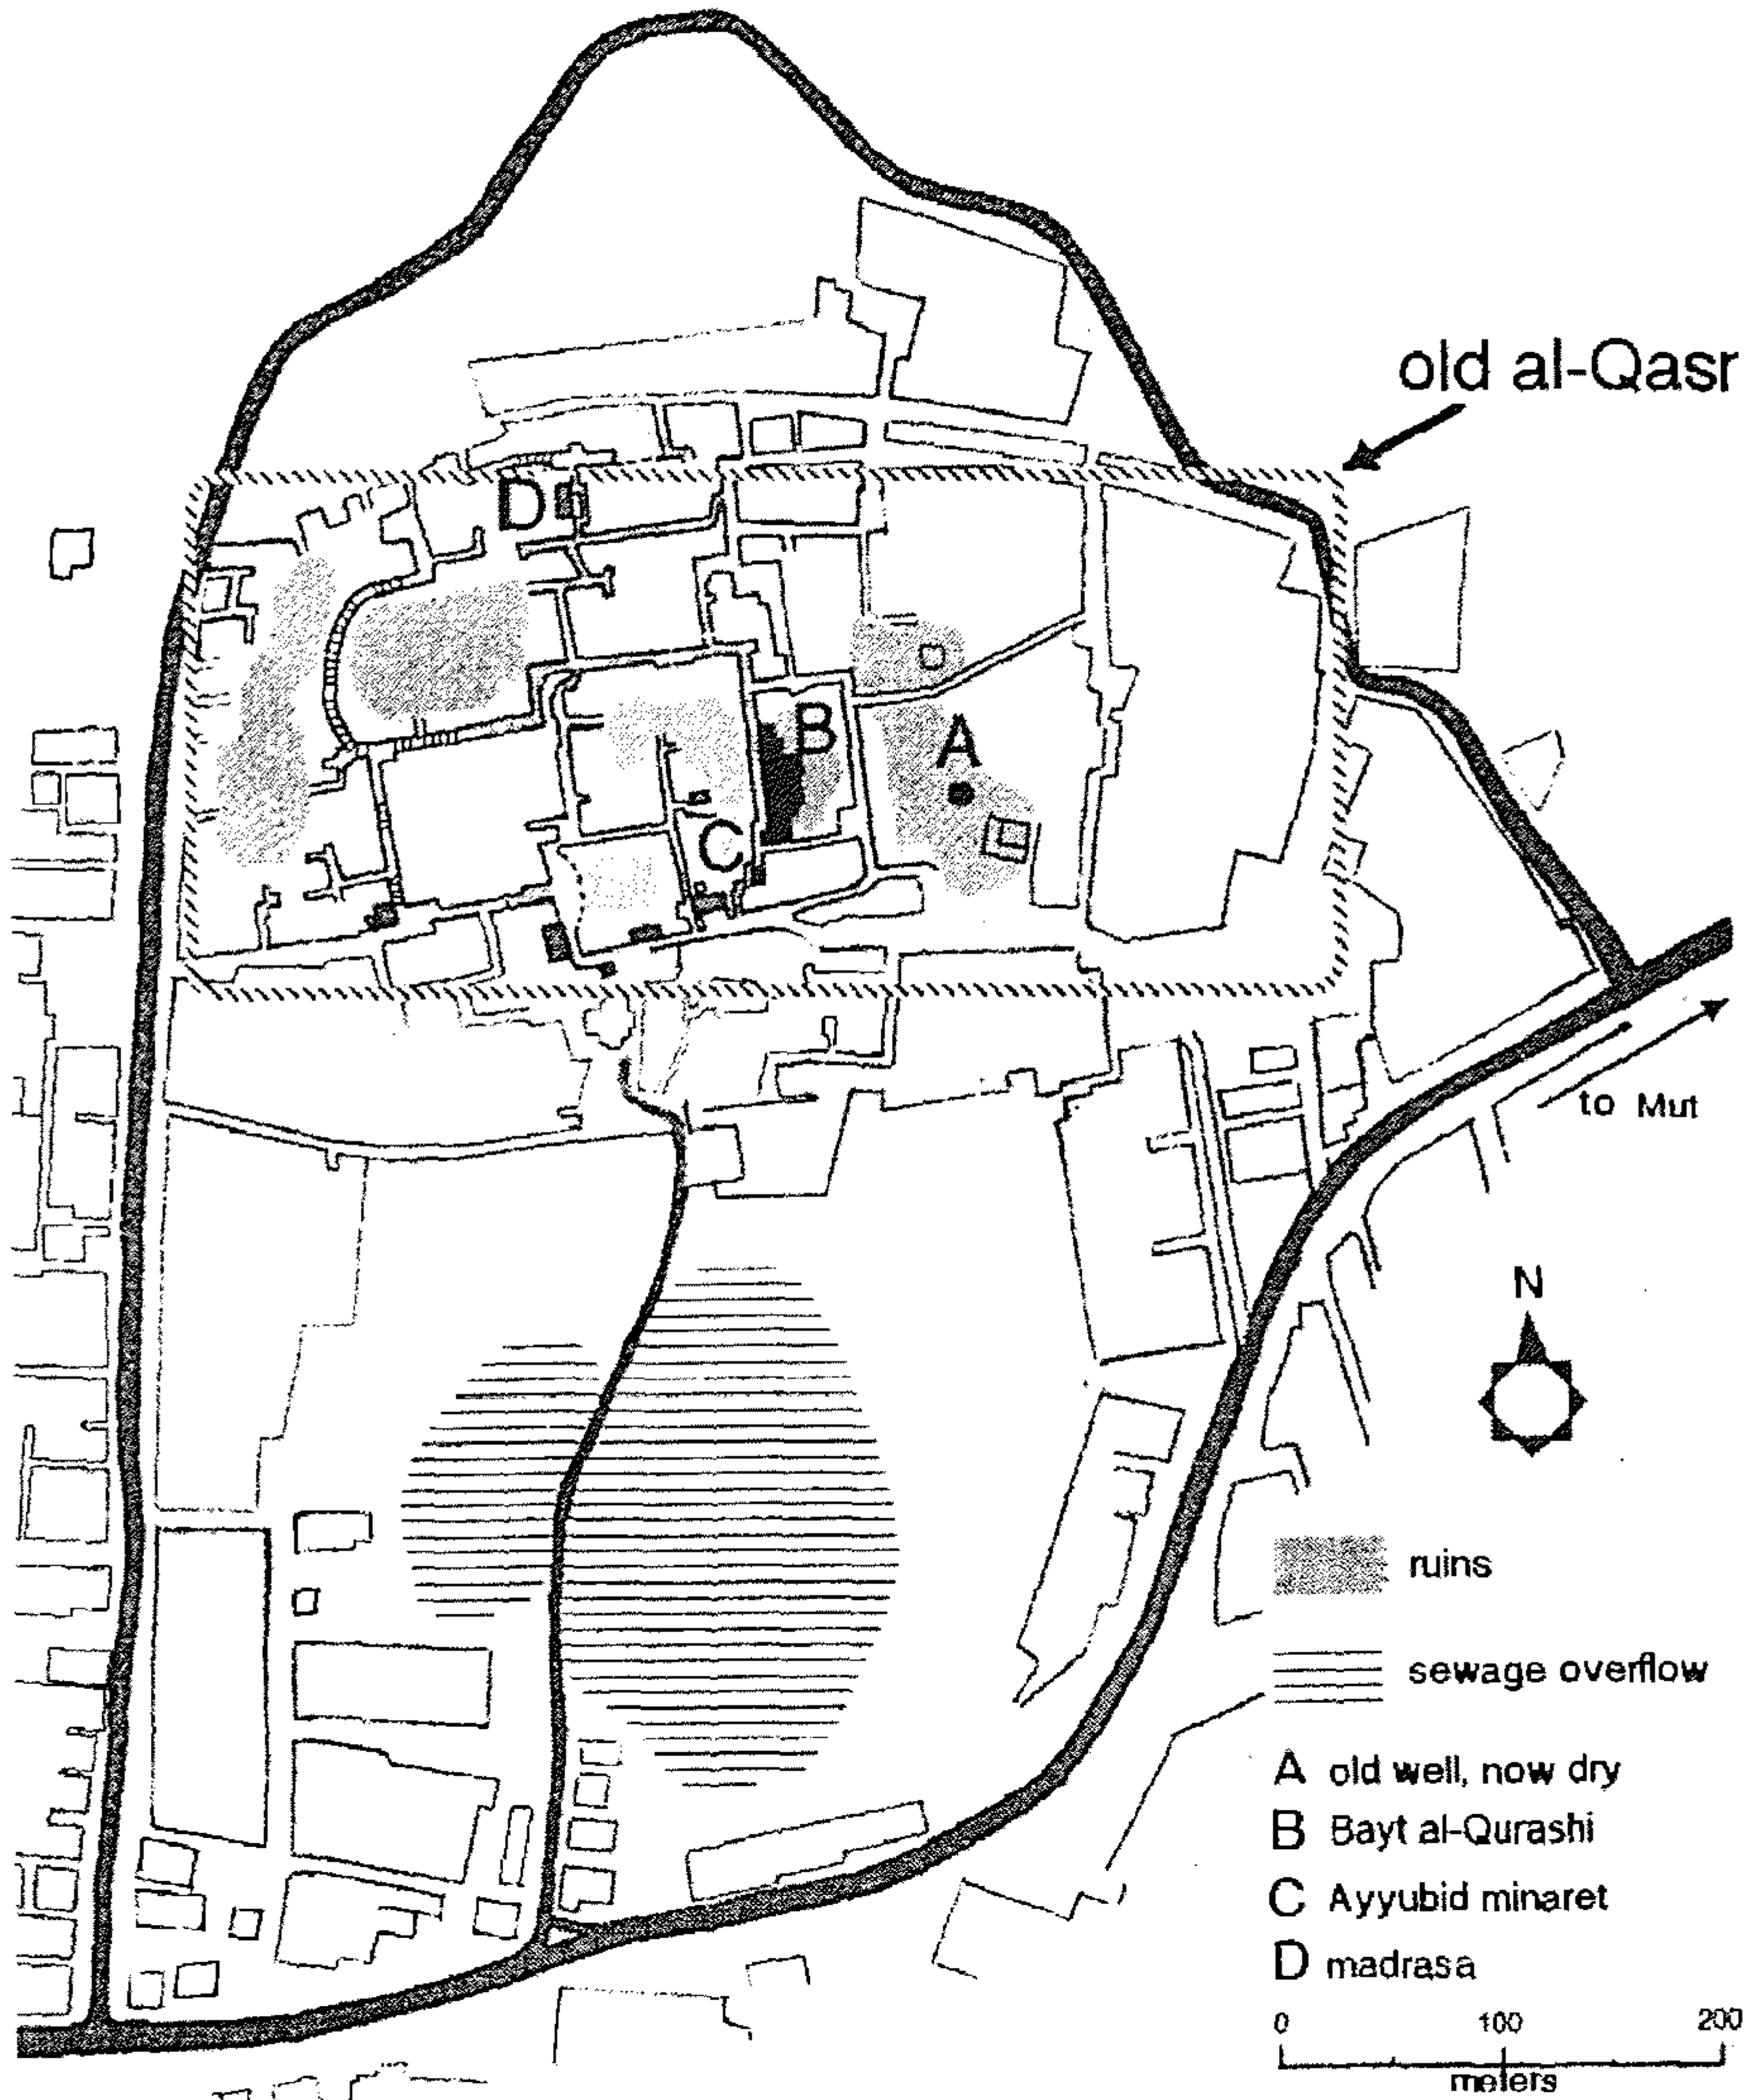 old al-Qasr
D
B
A
C
to Mut
N
ruins
sewage overflow
A old well, now dry
B Bayt al-Qurashi
C Ayyubid minaret
D madrasa
0 100 200
meters